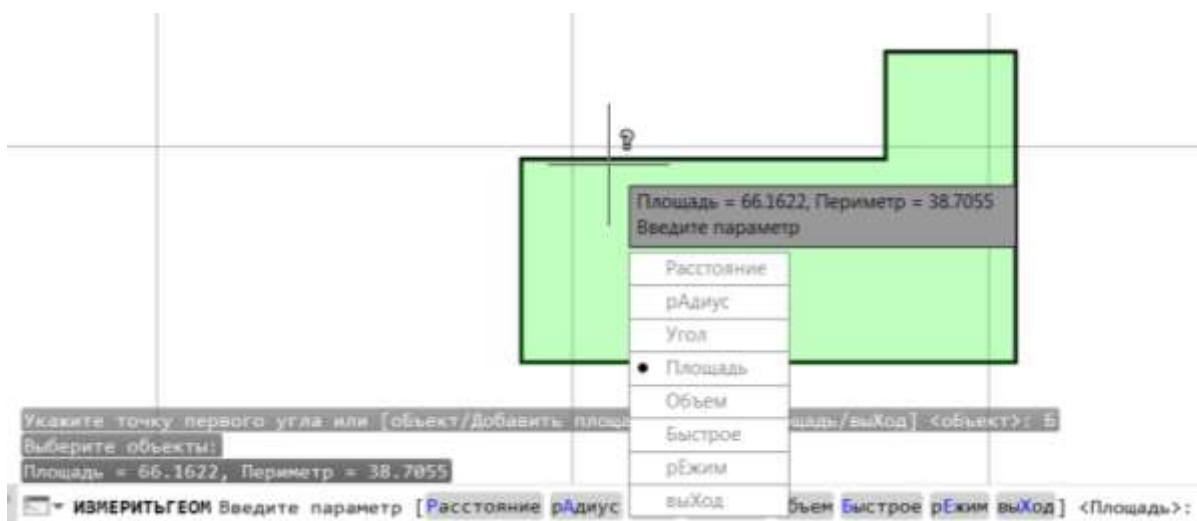 Площадь = 66.1622, Периметр = 38.7055
Введите параметр
Расстояние
рАдиус
Угол
Площадь
Объем
Быстрое
рЕжим
выХод
Укажите точку первого угла или [объект/Добавить площа щадь/выХод] <объект>: Б
Выберите объекты:
Площадь = 66.1622, Периметр = 38.7055
ИЗМЕРИТЬГЕОМ Введите параметр [Расстояние рАдиус бъем Быстрое рЕжим выХод] <Площадь>: